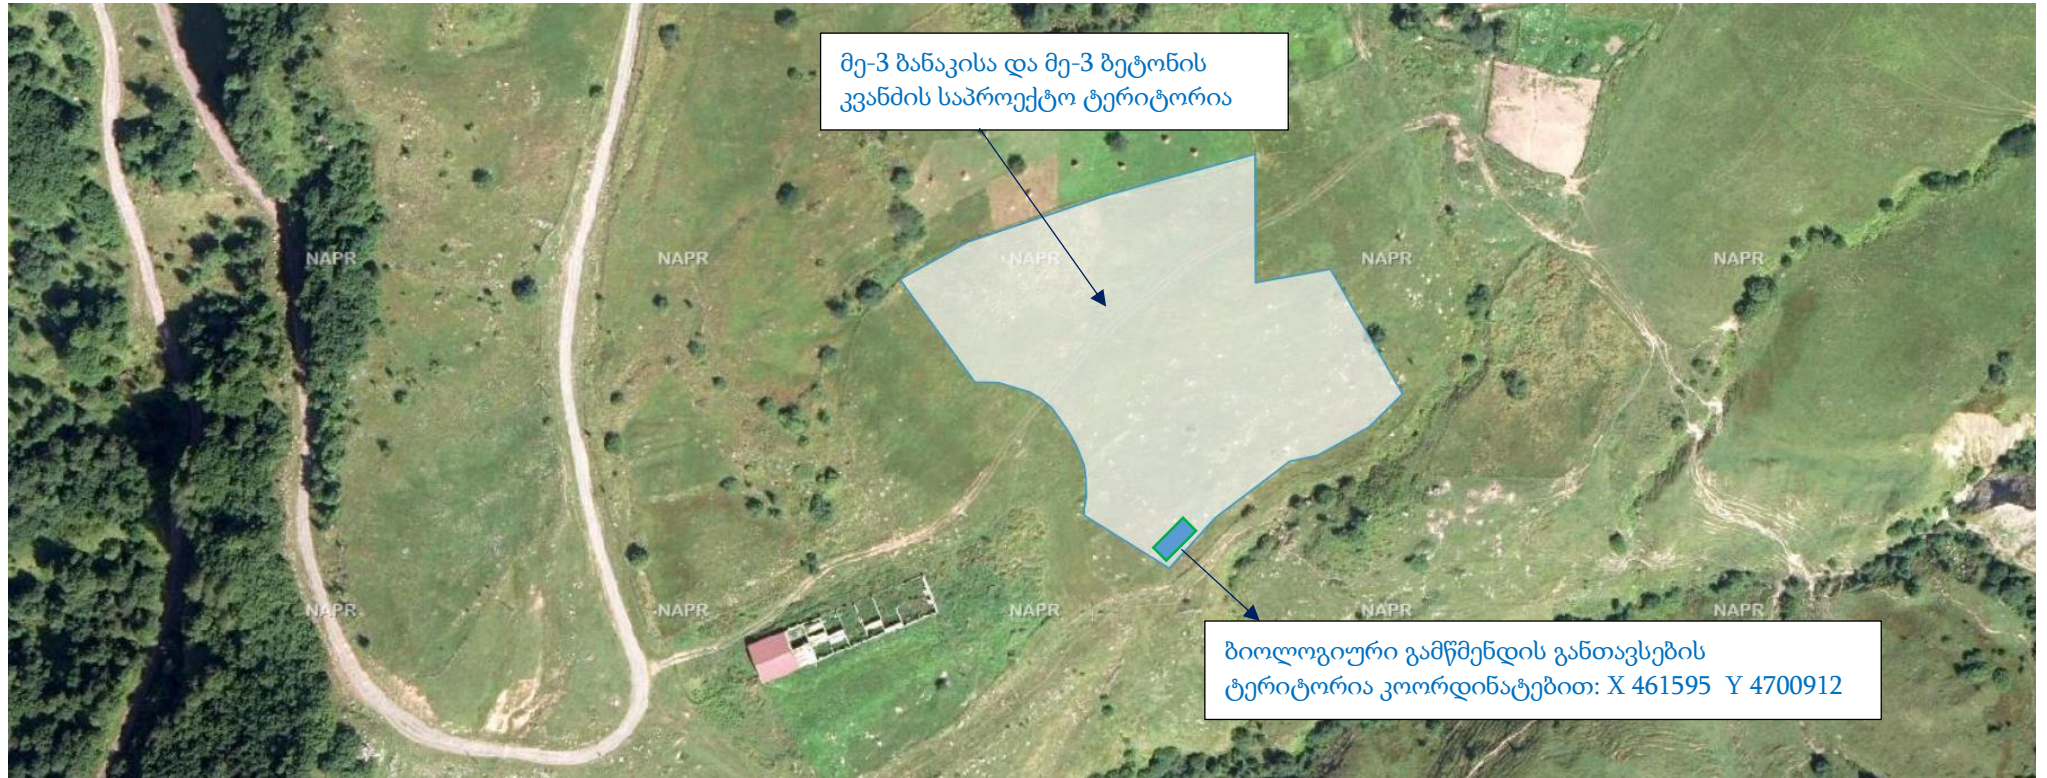 მე-3 ბანაკისა და მე-3 ბეტონის
კვანმის საპროექტო ტერიტორია
NAPR NAPR NAPR NAPR NAPR
NAPR NAPR NAPR NAPR NAPR
ბიოლოგიური გამწმენდის განთავსების
ტერიტორია კოორდინატებით: X 461595 Y 4700912